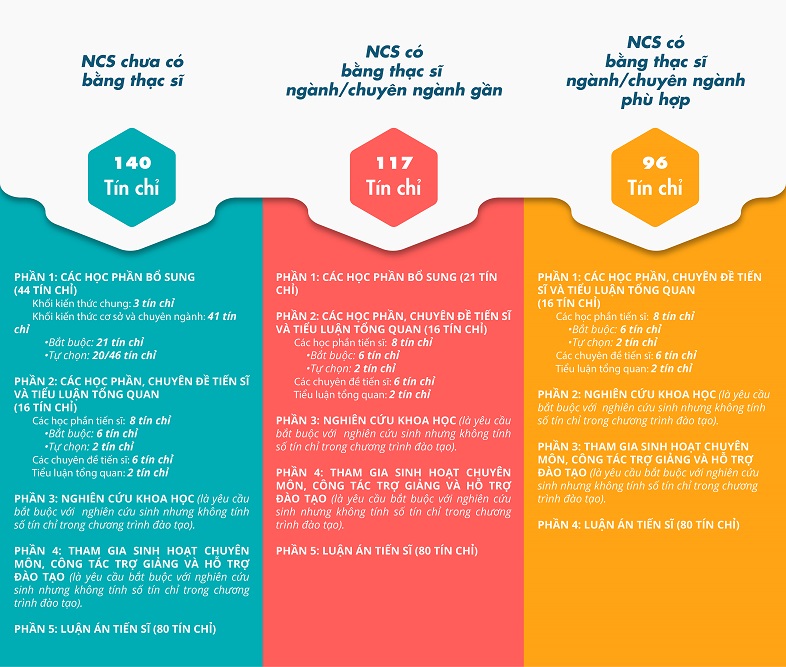 NCS chưa có
bằng thạc sĩ
140
Tín chỉ
PHẦN 1: CÁC HỌC PHẦN BỔ SUNG
(44 TÍN CHỈ)
Khối kiến thức chung: 3 tín chỉ
Khối kiến thức cơ sở và chuyên ngành: 41 tín
chỉ
•Bắt buộc: 21 tín chỉ
•Tự chọn: 20/46 tín chỉ
PHẦN 2: CÁC HỌC PHẦN, CHUYÊN ĐỀ TIẾN SĨ
VÀ TIỂU LUẬN TỔNG QUAN
(16 TÍN CHỈ)
Các học phần tiến sĩ: 8 tín chỉ
•Bắt buộc: 6 tín chỉ
•Tự chọn: 2 tín chỉ
Các chuyên đề tiến sĩ: 6 tín chỉ
Tiểu luận tổng quan: 2 tín chỉ
PHẦN 3: NGHIÊN CỨU KHOA HỌC (là yêu cầu
bắt buộc với nghiên cứu sinh nhưng không tính
số tín chỉ trong chương trình đào tạo).
PHẦN 4: THAM GIA SINH HOẠT CHUYÊN
MÔN, CÔNG TÁC TRỢ GIẢNG VÀ HỖ TRỢ
ĐÀO TẠO (là yêu cầu bắt buộc với nghiên cứu
sinh nhưng không tính số tín chỉ trong chương
trình đào tạo).
PHẦN 5: LUẬN ÁN TIẾN SĨ (80 TÍN CHỈ)
NCS có
bằng thạc sĩ
ngành/chuyên ngành gần
117
Tín chỉ
PHẦN 1: CÁC HỌC PHẦN BỔ SUNG (21 TÍN
CHỈ)
PHẦN 2: CÁC HỌC PHẦN, CHUYÊN ĐỀ TIẾN SĨ
VÀ TIỂU LUẬN TỔNG QUAN (16 TÍN CHỈ)
Các học phần tiến sĩ: 8 tín chỉ
•Bắt buộc: 6 tín chỉ
•Tự chọn: 2 tín chỉ
Các chuyên đề tiến sĩ: 6 tín chỉ
Tiểu luận tổng quan: 2 tín chỉ
PHẦN 3: NGHIÊN CỨU KHOA HỌC (là yêu cầu
bắt buộc với nghiên cứu sinh nhưng không tính
số tín chỉ trong chương trình đào tạo).
PHẦN 4: THAM GIA SINH HOẠT CHUYÊN
MÔN, CÔNG TÁC TRỢ GIẢNG VÀ HỖ TRỢ
ĐÀO TẠO (là yêu cầu bắt buộc với nghiên cứu
sinh nhưng không tính số tín chỉ trong chương
trình đào tạo).
PHẦN 5: LUẬN ÁN TIẾN SĨ (80 TÍN CHỈ)
NCS có
bằng thạc sĩ
ngành/chuyên ngành
phù hợp
96
Tín chỉ
PHẦN 1: CÁC HỌC PHẦN, CHUYÊN ĐỀ TIẾN
SĨ VÀ TIỂU LUẬN TỔNG QUAN
(16 TÍN CHỈ)
Các học phần tiến sĩ: 8 tín chỉ
•Bắt buộc: 6 tín chỉ
•Tự chọn: 2 tín chỉ
Các chuyên đề tiến sĩ: 6 tín chỉ
Tiểu luận tổng quan: 2 tín chỉ
PHẦN 2: NGHIÊN CỨU KHOA HỌC (là yêu cầu
bắt buộc với nghiên cứu sinh nhưng không tính
số tín chỉ trong chương trình đào tạo).
PHẦN 3: THAM GIA SINH HOẠT CHUYÊN
MÔN, CÔNG TÁC TRỢ GIẢNG VÀ HỖ TRỢ
ĐÀO TẠO (là yêu cầu bắt buộc với nghiên cứu
sinh nhưng không tính số tín chỉ trong chương
trình đào tạo).
PHẦN 4: LUẬN ÁN TIẾN SĨ (80 TÍN CHỈ)